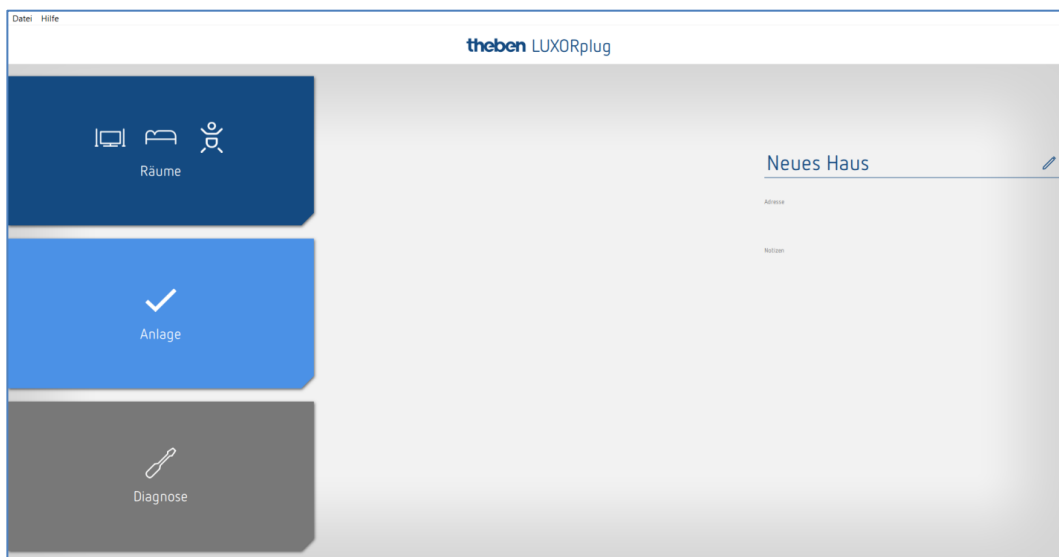 Datei Hilfe
theben LUXORplug
Räume
Neues Haus
Adresse
Notizen
Anlage
Diagnose